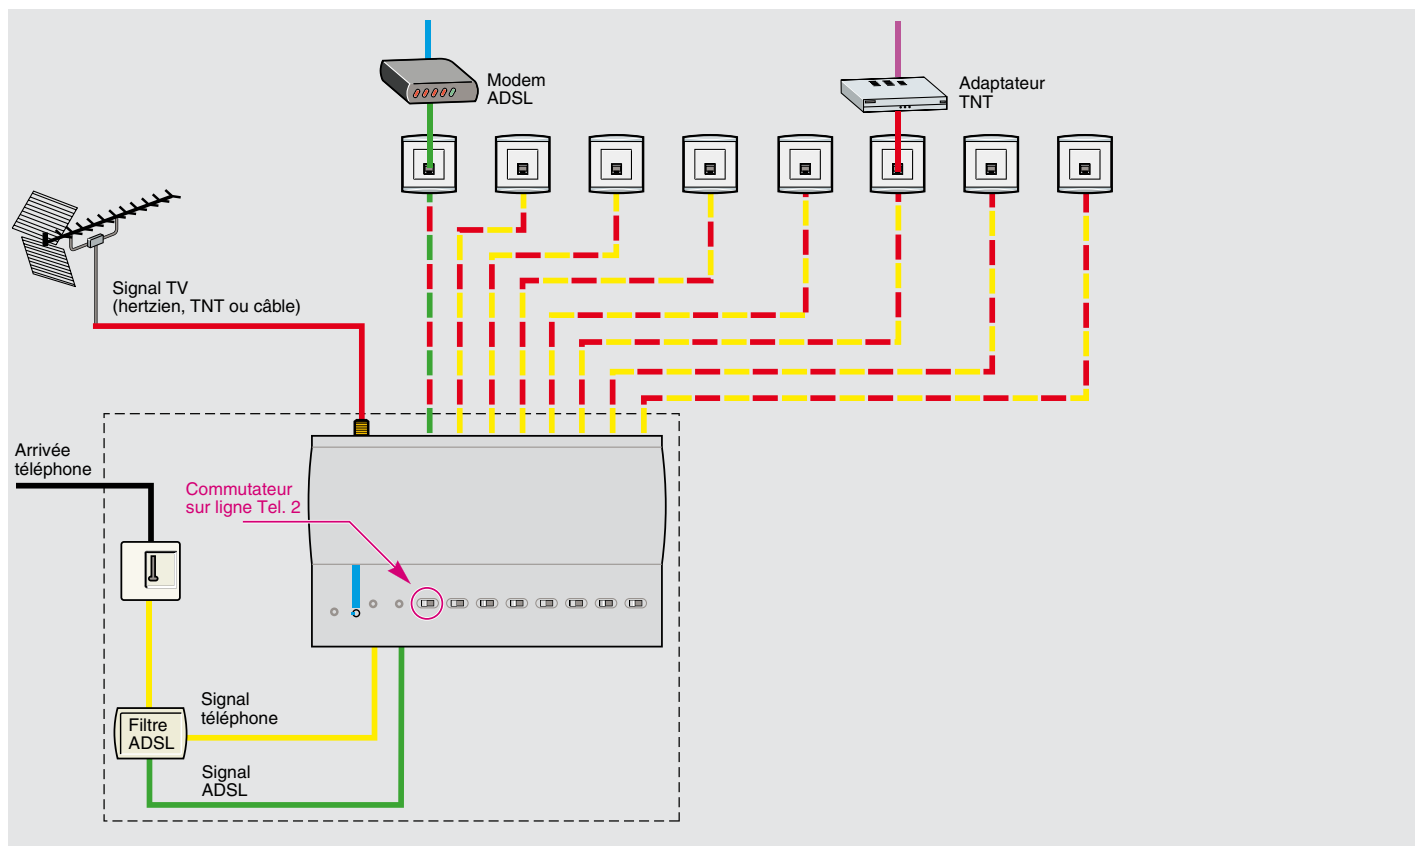 Modem
ADSL
Adaptateur
TNT
Signal TV
(hertzien, TNT ou câble)
Arrivée
téléphone
Commutateur
sur ligne Tel. 2
Signal
téléphone
Filtre
ADSL
Signal
ADSL